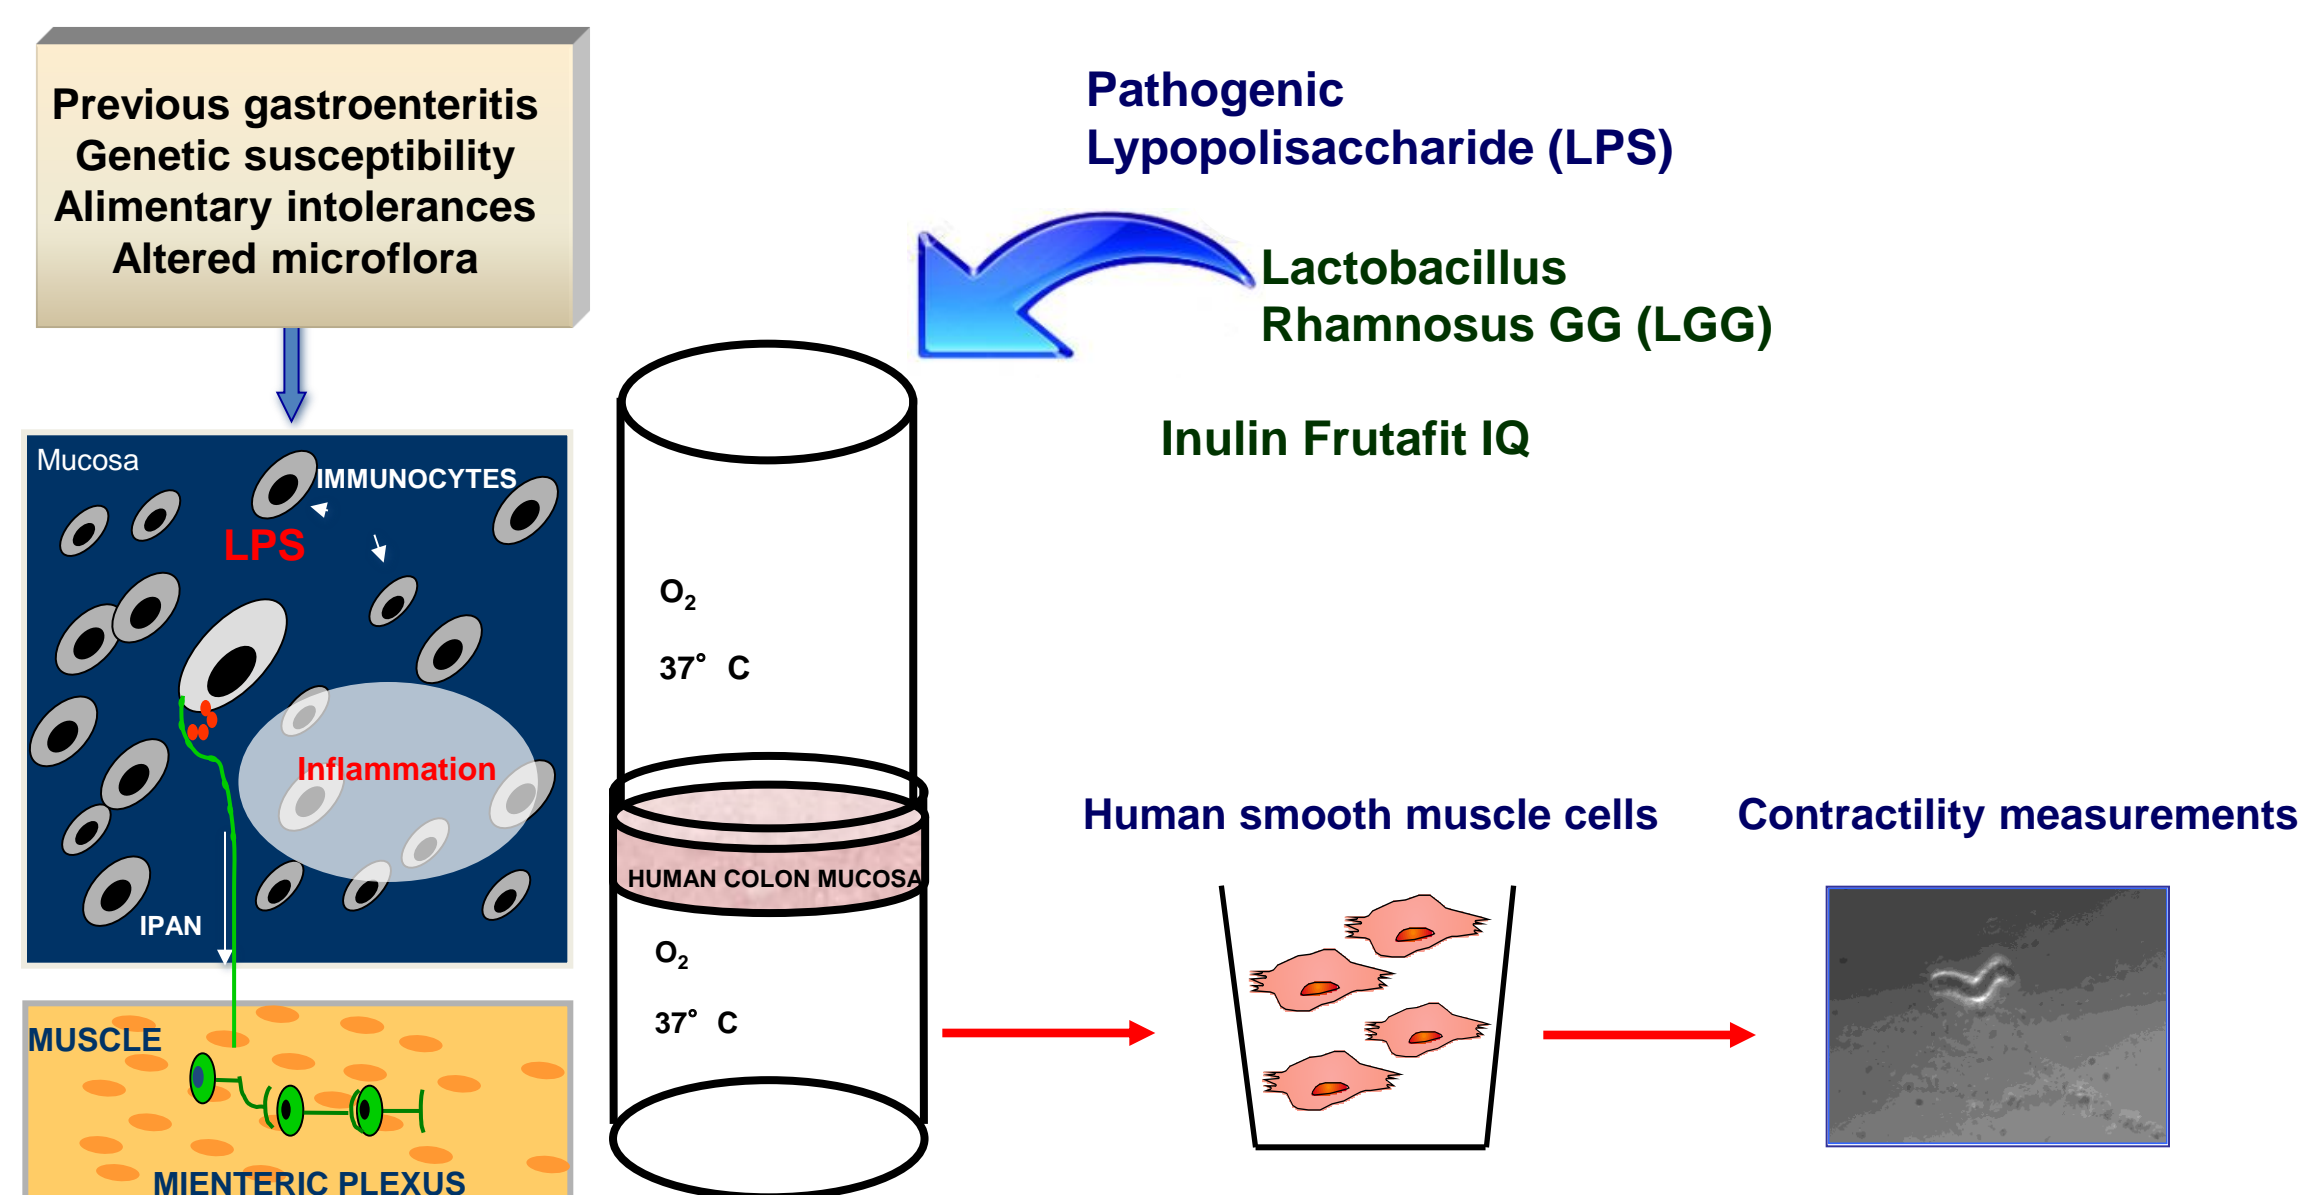 Previous gastroenteritis
Genetic susceptibility
Alimentary intolerances
Altered microflora
Mucosa
IMMUNOCYTES
LPS
Inflammation
IPAN
MUSCLE
MIENTERIC PLEXUS
Pathogenic
Lypopolisaccharide (LPS)
Lactobacillus
Rhamnosus GG (LGG)
Inulin Frutafit IQ
O₂
37° C
HUMAN COLON MUCOSA
O₂
37° C
Human smooth muscle cells
Contractility measurements